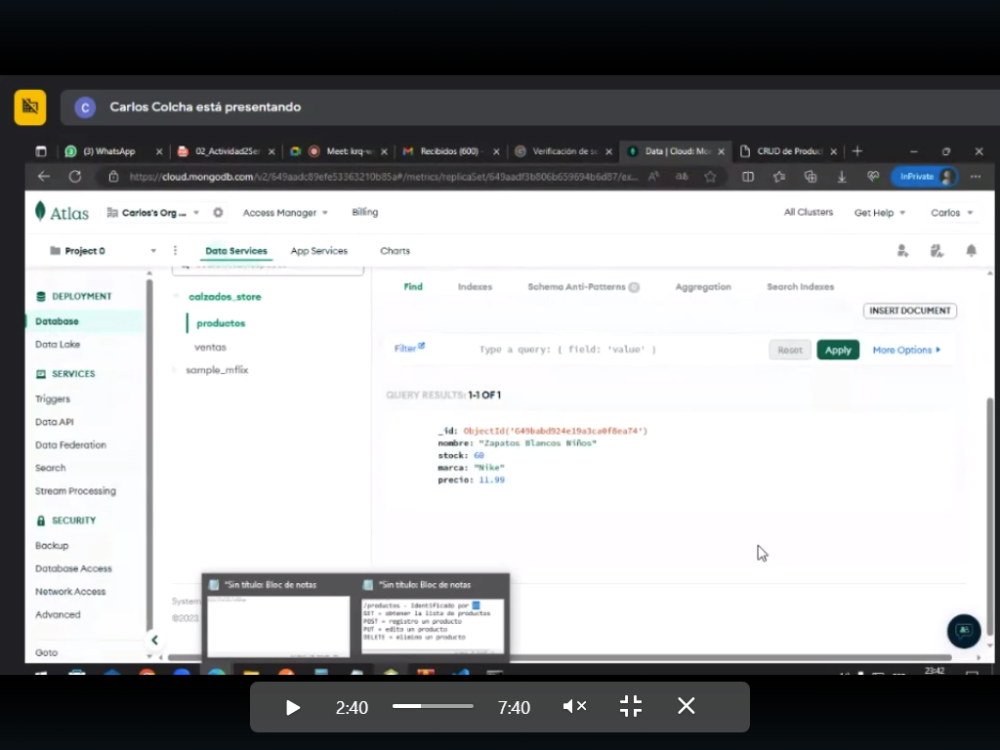 Carlos Colcha está presentando
(3) WhatsApp
02_Actividad2Ser
Meet: krq-w
Recibidos (600) -
Verificación de se
Data | Cloud: Mon
CRUD de Produc
https://cloud.mongodb.com/v2/649aadc89efe53363210b85a#/metrics/replicaSet/649aadf3b806b659694b6d87/ex...
InPrivate
Atlas
Carlos's Org ...
Access Manager
Billing
All Clusters
Get Help
Carlos
Project 0
Data Services
App Services
Charts
DEPLOYMENT
Database
Data Lake
SERVICES
Triggers
Data API
Data Federation
Search
Stream Processing
SECURITY
Backup
Database Access
Network Access
Advanced
Goto
calzados_store
productos
ventas
sample_mflix
Find
Indexes
Schema Anti-Patterns
Aggregation
Search Indexes
INSERT DOCUMENT
Filter
Type a query: { field: 'value' }
Reset
Apply
More Options
QUERY RESULTS: 1-1 OF 1
_id: ObjectId('649babd924e19a3ca0f8ea74')
nombre: "Zapatos Blancos Niños"
stock: 60
marca: "Nike"
precio: 11.99
System
©2023
*Sin título: Bloc de notas
*Sin título: Bloc de notas
/productos - Identificado por
GET = obtener la lista de productos
POST = registro un producto
PUT = edito un producto
DELETE = elimino un producto
23:42
2:40
7:40